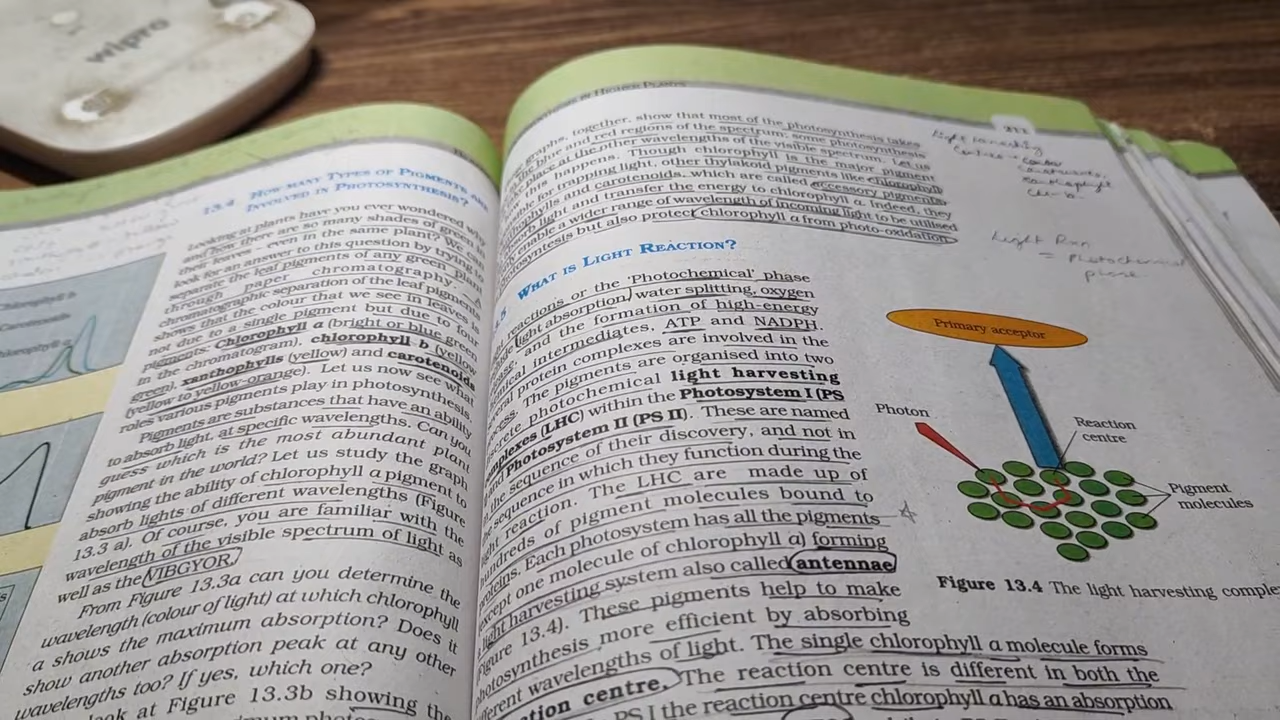 wipro
13.4 HOW MANY TYPES OF PIGMENTS ARE
INVOLVED IN PHOTOSYNTHESIS?
Looking at plants have you ever wondered why
and how there are so many shades of green in
their leaves – even in the same plant? We can
look for an answer to this question by trying to
separate the leaf pigments of any green plant
through paper chromatography. A
chromatographic separation of the leaf pigments
shows that the colour that we see in leaves is
not due to a single pigment but due to four
pigments: Chlorophyll a (bright or blue green
in the chromatogram), chlorophyll b (yellow
green), xanthophylls (yellow) and carotenoids
(yellow to yellow-orange). Let us now see what
roles various pigments play in photosynthesis.
Pigments are substances that have an ability
to absorb light, at specific wavelengths. Can you
guess which is the most abundant plant
pigment in the world? Let us study the graph
showing the ability of chlorophyll a pigment to
absorb lights of different wavelengths (Figure
13.3 a). Of course, you are familiar with the
wavelength of the visible spectrum of light as
well as the VIBGYOR.
From Figure 13.3a can you determine the
wavelength (colour of light) at which chlorophyll
a shows the maximum absorption? Does it
show another absorption peak at any other
wavelengths too? If yes, which one?
look at Figure 13.3b showing the
Chlorophyll b
Carotenoids
HIGHER PLANTS
211
graphs, together, show that most of the photosynthesis takes
the blue and red regions of the spectrum; some photosynthesis
place at the other wavelengths of the visible spectrum. Let us
this happens. Though chlorophyll is the major pigment
for trapping light, other thylakoid pigments like chlorophyll
and carotenoids, which are called accessory pigments,
light and transfer the energy to chlorophyll a. Indeed, they
enable a wider range of wavelength of incoming light to be utilised
but also protect chlorophyll a from photo-oxidation.
Light Rxn
= Photochemical
phase
WHAT IS LIGHT REACTION?
reactions or the 'Photochemical' phase
light absorption, water splitting, oxygen
and the formation of high-energy
intermediates, ATP and NADPH.
protein complexes are involved in the
The pigments are organised into two
photochemical light harvesting
(LHC) within the Photosystem I (PS
and Photosystem II (PS II). These are named
the sequence of their discovery, and not in
sequence in which they function during the
reaction. The LHC are made up of
of pigment molecules bound to
Each photosystem has all the pigments
except one molecule of chlorophyll a) forming
light harvesting system also called antennae
Figure 13.4). These pigments help to make
photosynthesis more efficient by absorbing
wavelengths of light. The single chlorophyll a molecule forms
centre. The reaction centre is different in both the
PS I the reaction centre chlorophyll a has an absorption
Primary acceptor
Photon
Reaction
centre
Pigment
molecules
Figure 13.4 The light harvesting